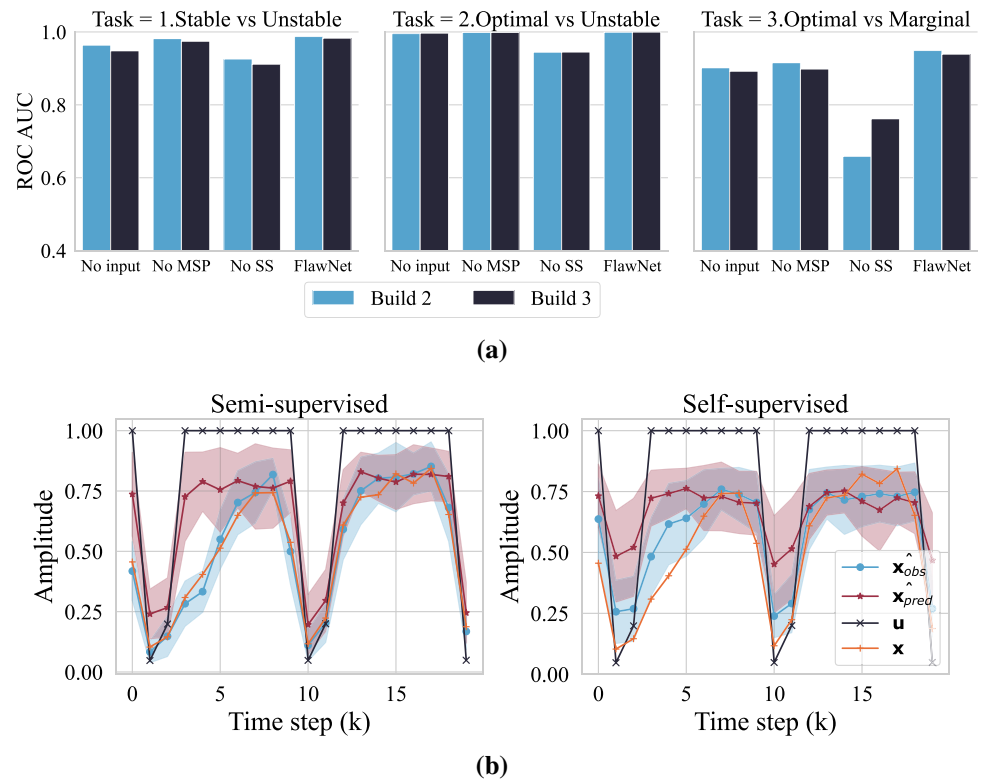 Task = 1.Stable vs Unstable
Task = 2.Optimal vs Unstable
Task = 3.Optimal vs Marginal
ROC AUC
1.0
0.8
0.6
0.4
No input No MSP No SS FlawNet
No input No MSP No SS FlawNet
No input No MSP No SS FlawNet
Build 2 Build 3
(a)
Semi-supervised
Amplitude
1.00
0.75
0.50
0.25
0.00
0 5 10 15
Time step (k)
Self-supervised
Amplitude
1.00
0.75
0.50
0.25
0.00
0 5 10 15
Time step (k)
x̂obs
x̂pred
u
x
(b)